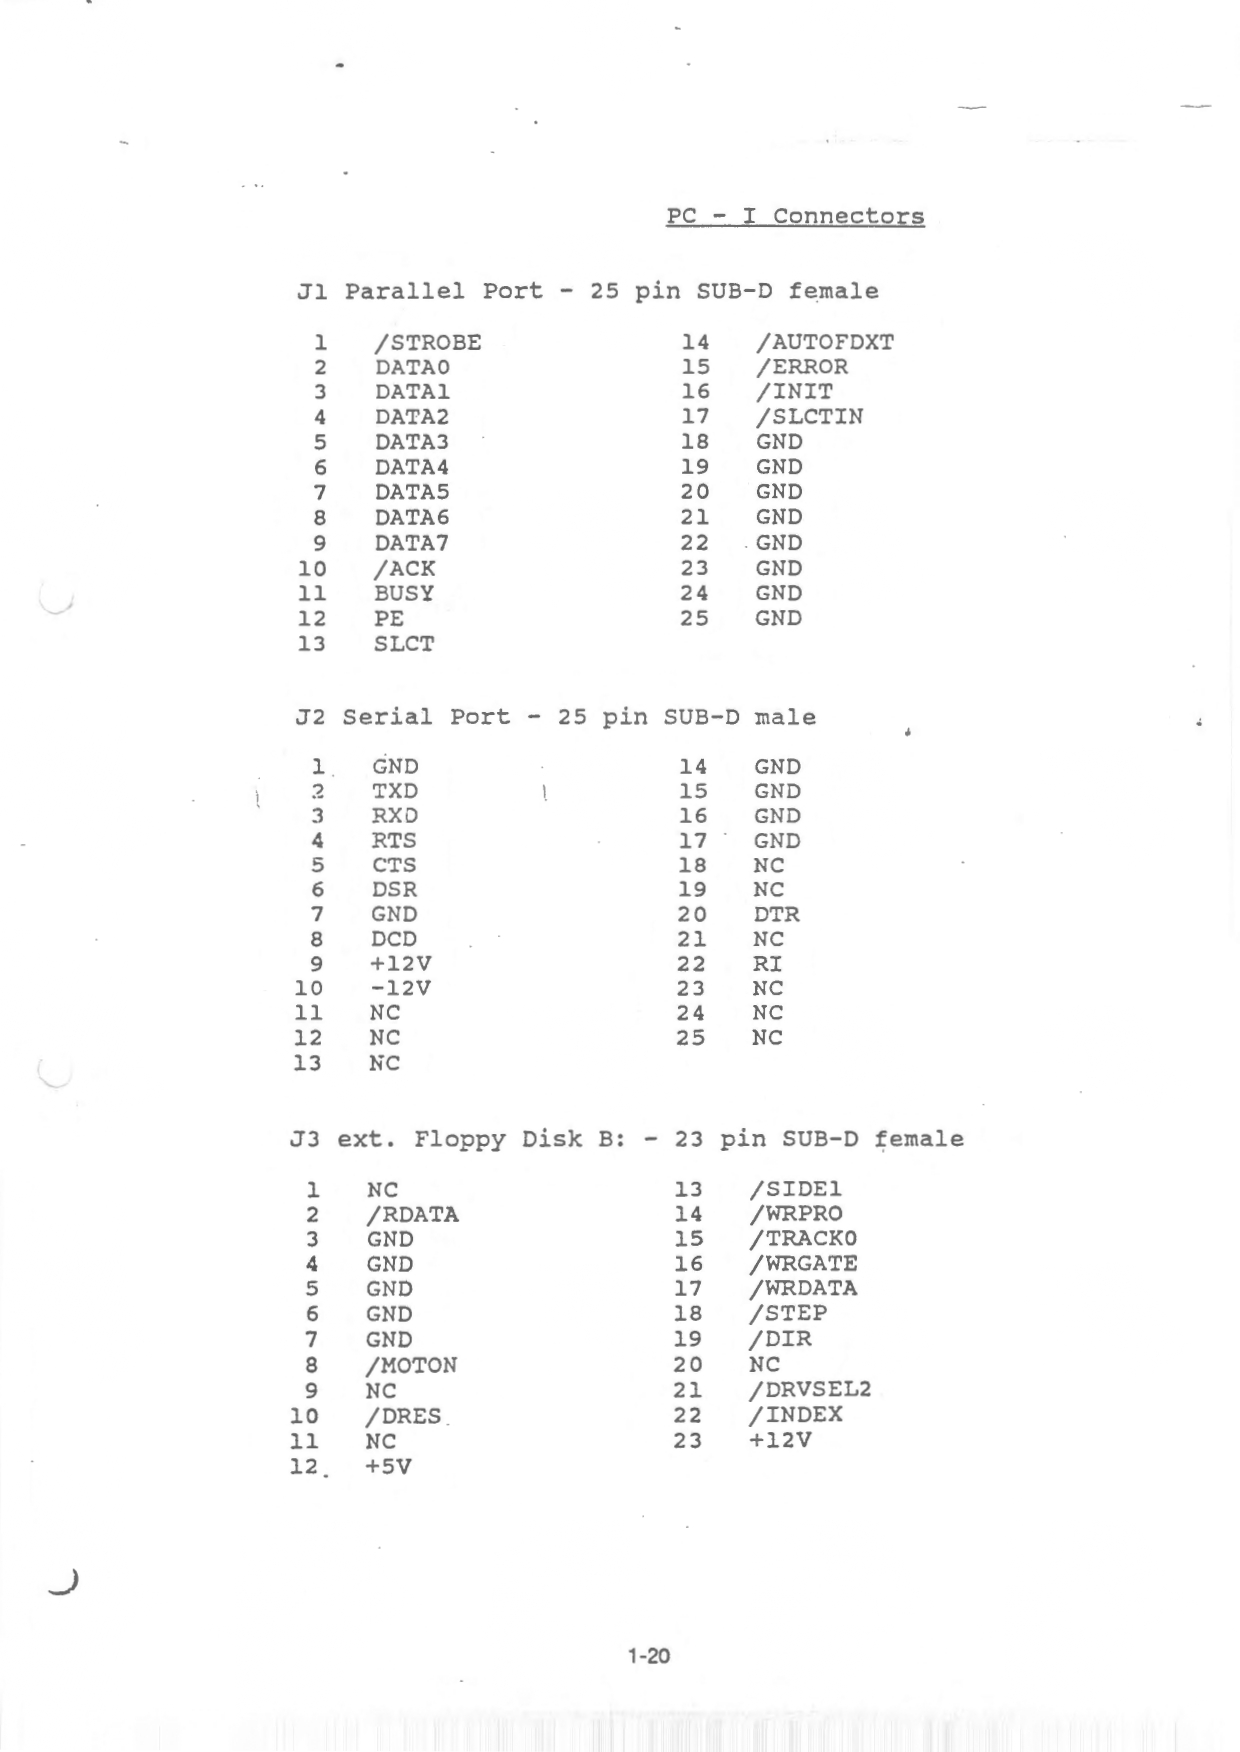 PC - I Connectors
J1 Parallel Port - 25 pin SUB-D female
1 /STROBE 14 /AUTOFDXT
2 DATA0 15 /ERROR
3 DATA1 16 /INIT
4 DATA2 17 /SLCTIN
5 DATA3 18 GND
6 DATA4 19 GND
7 DATA5 20 GND
8 DATA6 21 GND
9 DATA7 22 GND
10 /ACK 23 GND
11 BUSY 24 GND
12 PE 25 GND
13 SLCT
J2 Serial Port - 25 pin SUB-D male
1 GND 14 GND
2 TXD 15 GND
3 RXD 16 GND
4 RTS 17 GND
5 CTS 18 NC
6 DSR 19 NC
7 GND 20 DTR
8 DCD 21 NC
9 +12V 22 RI
10 -12V 23 NC
11 NC 24 NC
12 NC 25 NC
13 NC
J3 ext. Floppy Disk B: - 23 pin SUB-D female
1 NC 13 /SIDE1
2 /RDATA 14 /WRPRO
3 GND 15 /TRACK0
4 GND 16 /WRGATE
5 GND 17 /WRDATA
6 GND 18 /STEP
7 GND 19 /DIR
8 /MOTON 20 NC
9 NC 21 /DRVSEL2
10 /DRES 22 /INDEX
11 NC 23 +12V
12 +5V
1-20